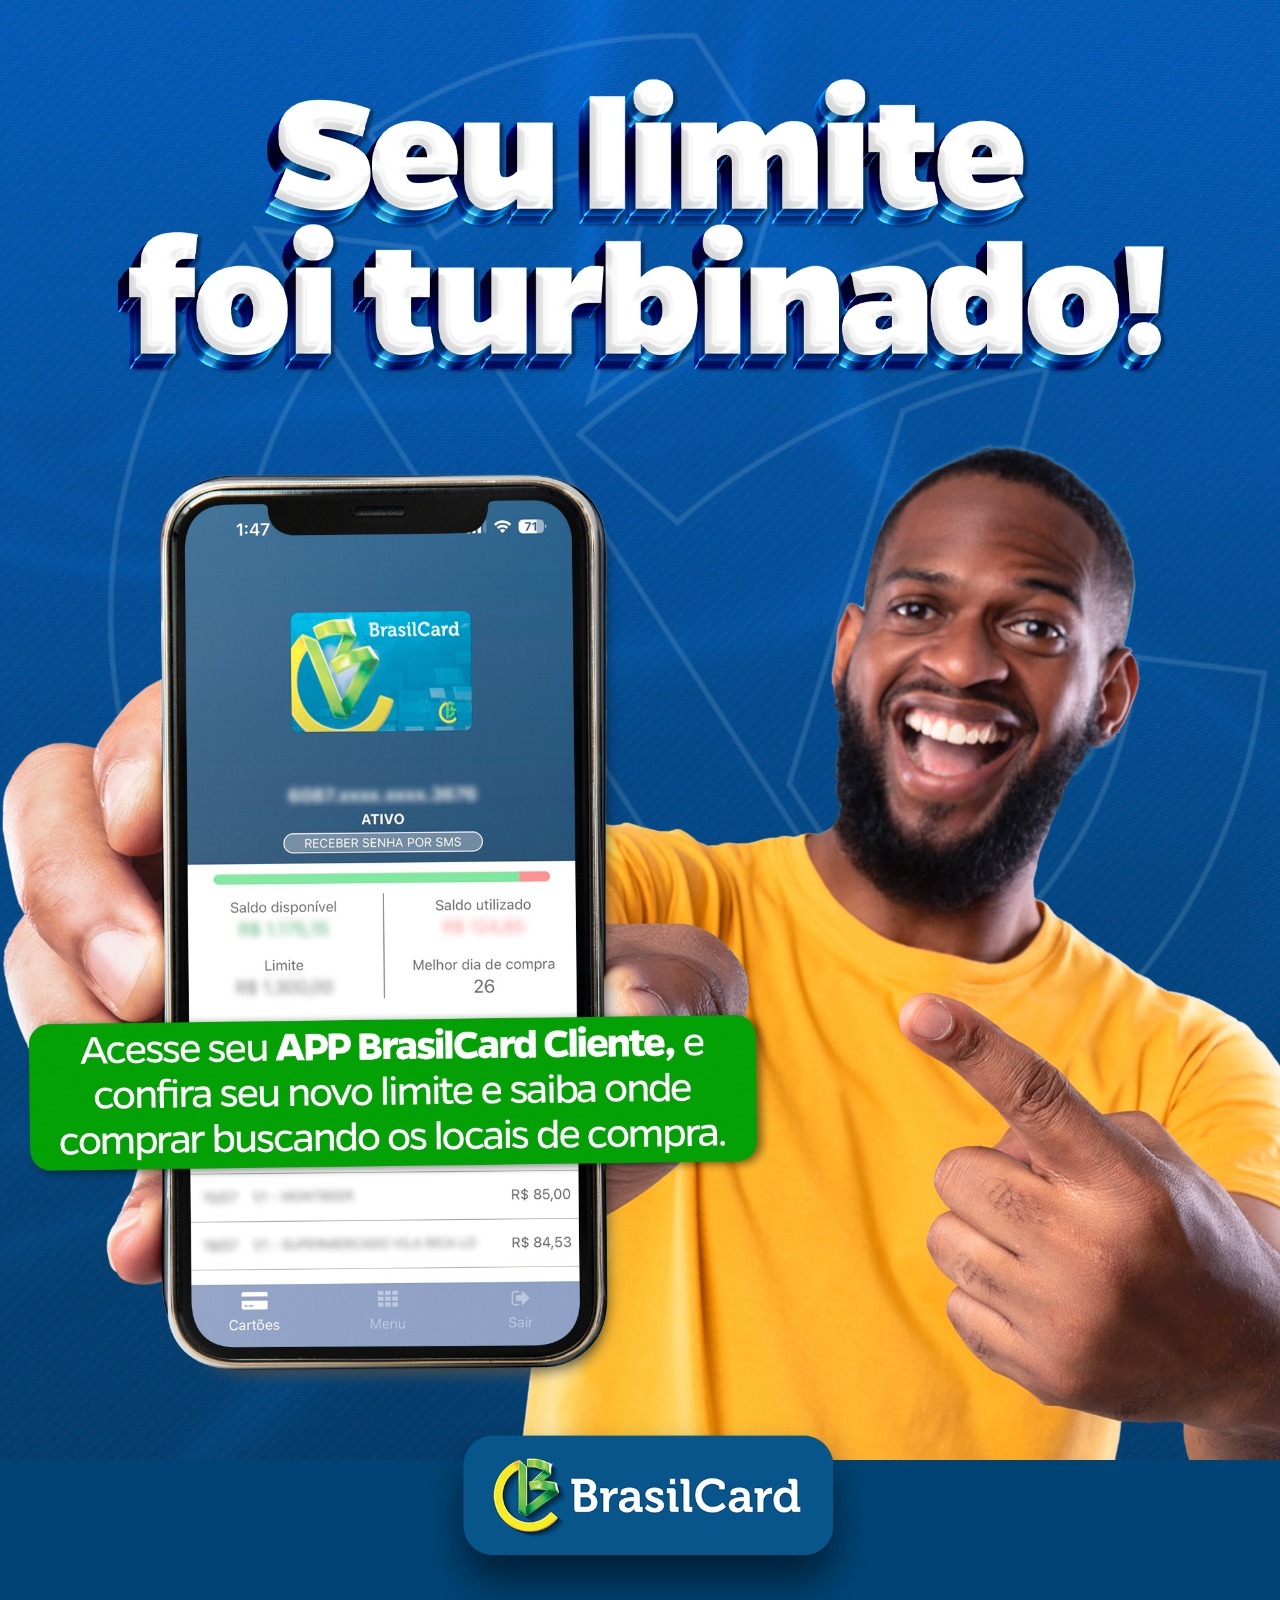 Seu limite
foi turbinado!
1:47
71
BrasilCard
ATIVO
RECEBER SENHA POR SMS
Saldo disponível
Saldo utilizado
Limite
Melhor dia de compra
26
Acesse seu APP BrasilCard Cliente, e
confira seu novo limite e saiba onde
comprar buscando os locais de compra.
R$ 85,00
R$ 84,53
Cartões
Menu
Sair
BrasilCard